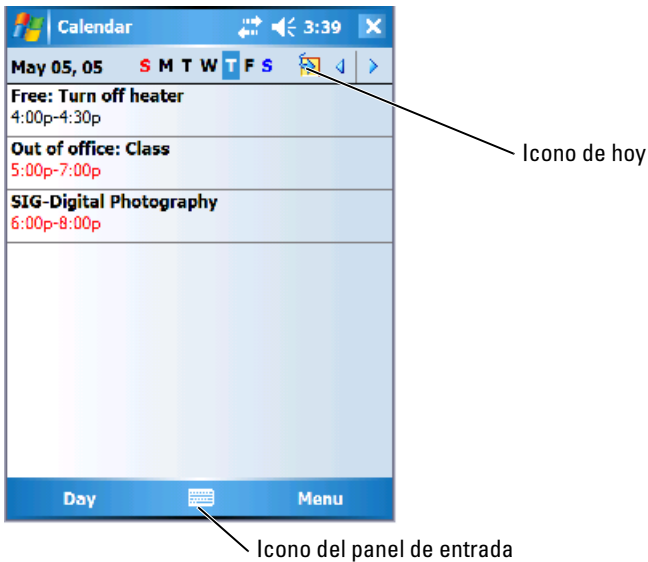 Calendar 3:39
May 05, 05 S M T W T F S
Free: Turn off heater
4:00p-4:30p
Out of office: Class
5:00p-7:00p
SIG-Digital Photography
6:00p-8:00p
Icono de hoy
Day Menu
Icono del panel de entrada